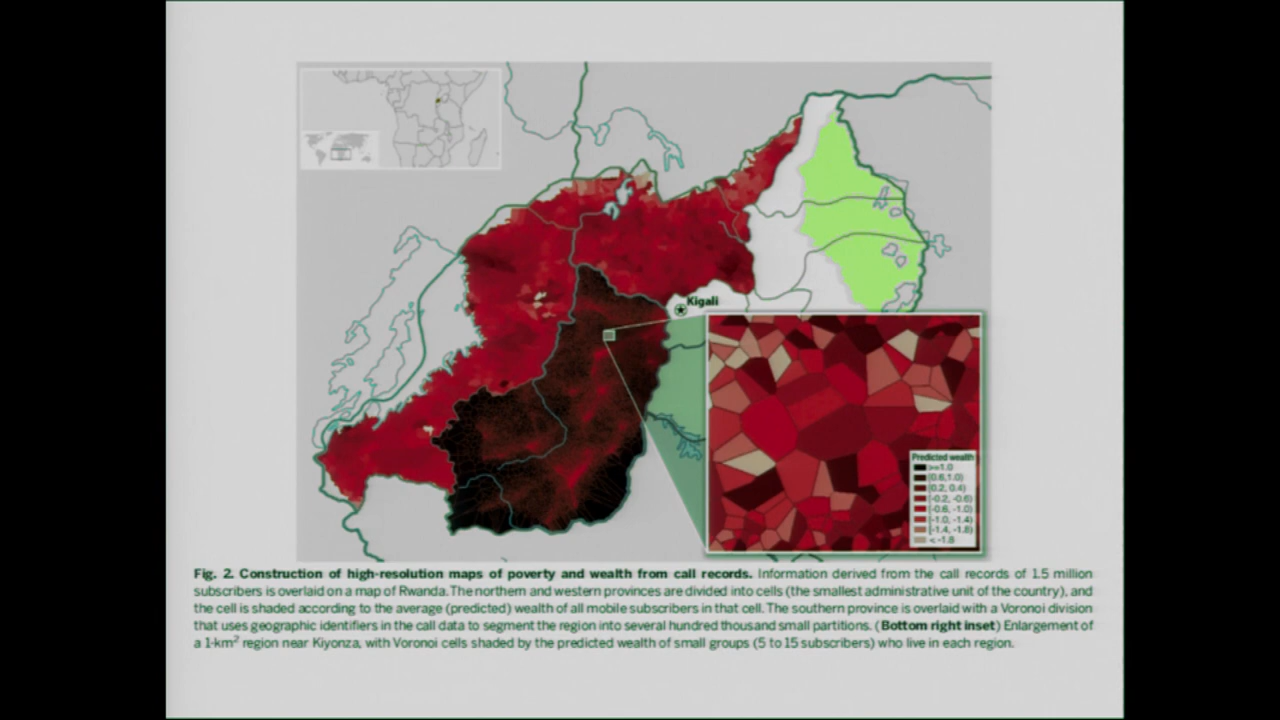 Kigali
Predicted wealth
>=1.0
[0.6,1.0)
[0.2, 0.4)
[-0.2, -0.6)
[-0.6, -1.0)
[-1.0, -1.4)
[-1.4, -1.8)
< -1.8
Fig. 2. Construction of high-resolution maps of poverty and wealth from call records. Information derived from the call records of 1.5 million
subscribers is overlaid on a map of Rwanda. The northern and western provinces are divided into cells (the smallest administrative unit of the country), and
the cell is shaded according to the average (predicted) wealth of all mobile subscribers in that cell. The southern province is overlaid with a Voronoi division
that uses geographic identifiers in the call data to segment the region into several hundred thousand small partitions. (Bottom right inset) Enlargement of
a 1-km² region near Kiyonza, with Voronoi cells shaded by the predicted wealth of small groups (5 to 15 subscribers) who live in each region.